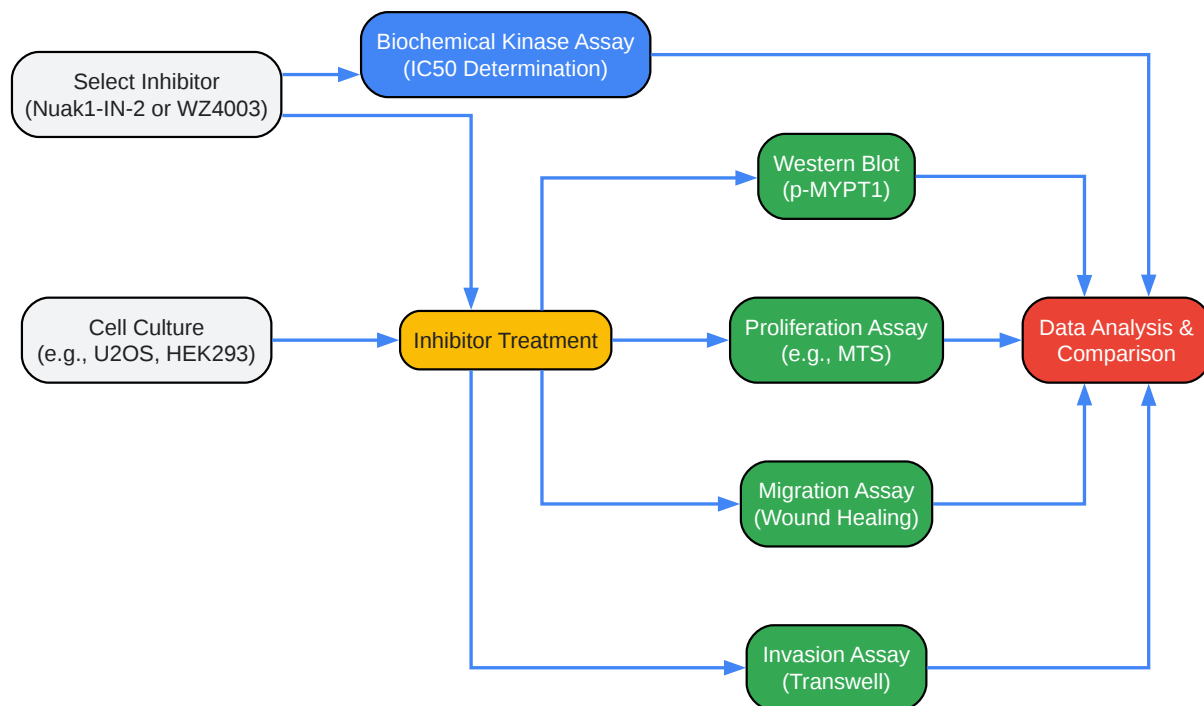 Select Inhibitor
(Nuak1-IN-2 or WZ4003)
Biochemical Kinase Assay
(IC50 Determination)
Western Blot
(p-MYPT1)
Cell Culture
(e.g., U2OS, HEK293)
Inhibitor Treatment
Proliferation Assay
(e.g., MTS)
Data Analysis &
Comparison
Migration Assay
(Wound Healing)
Invasion Assay
(Transwell)